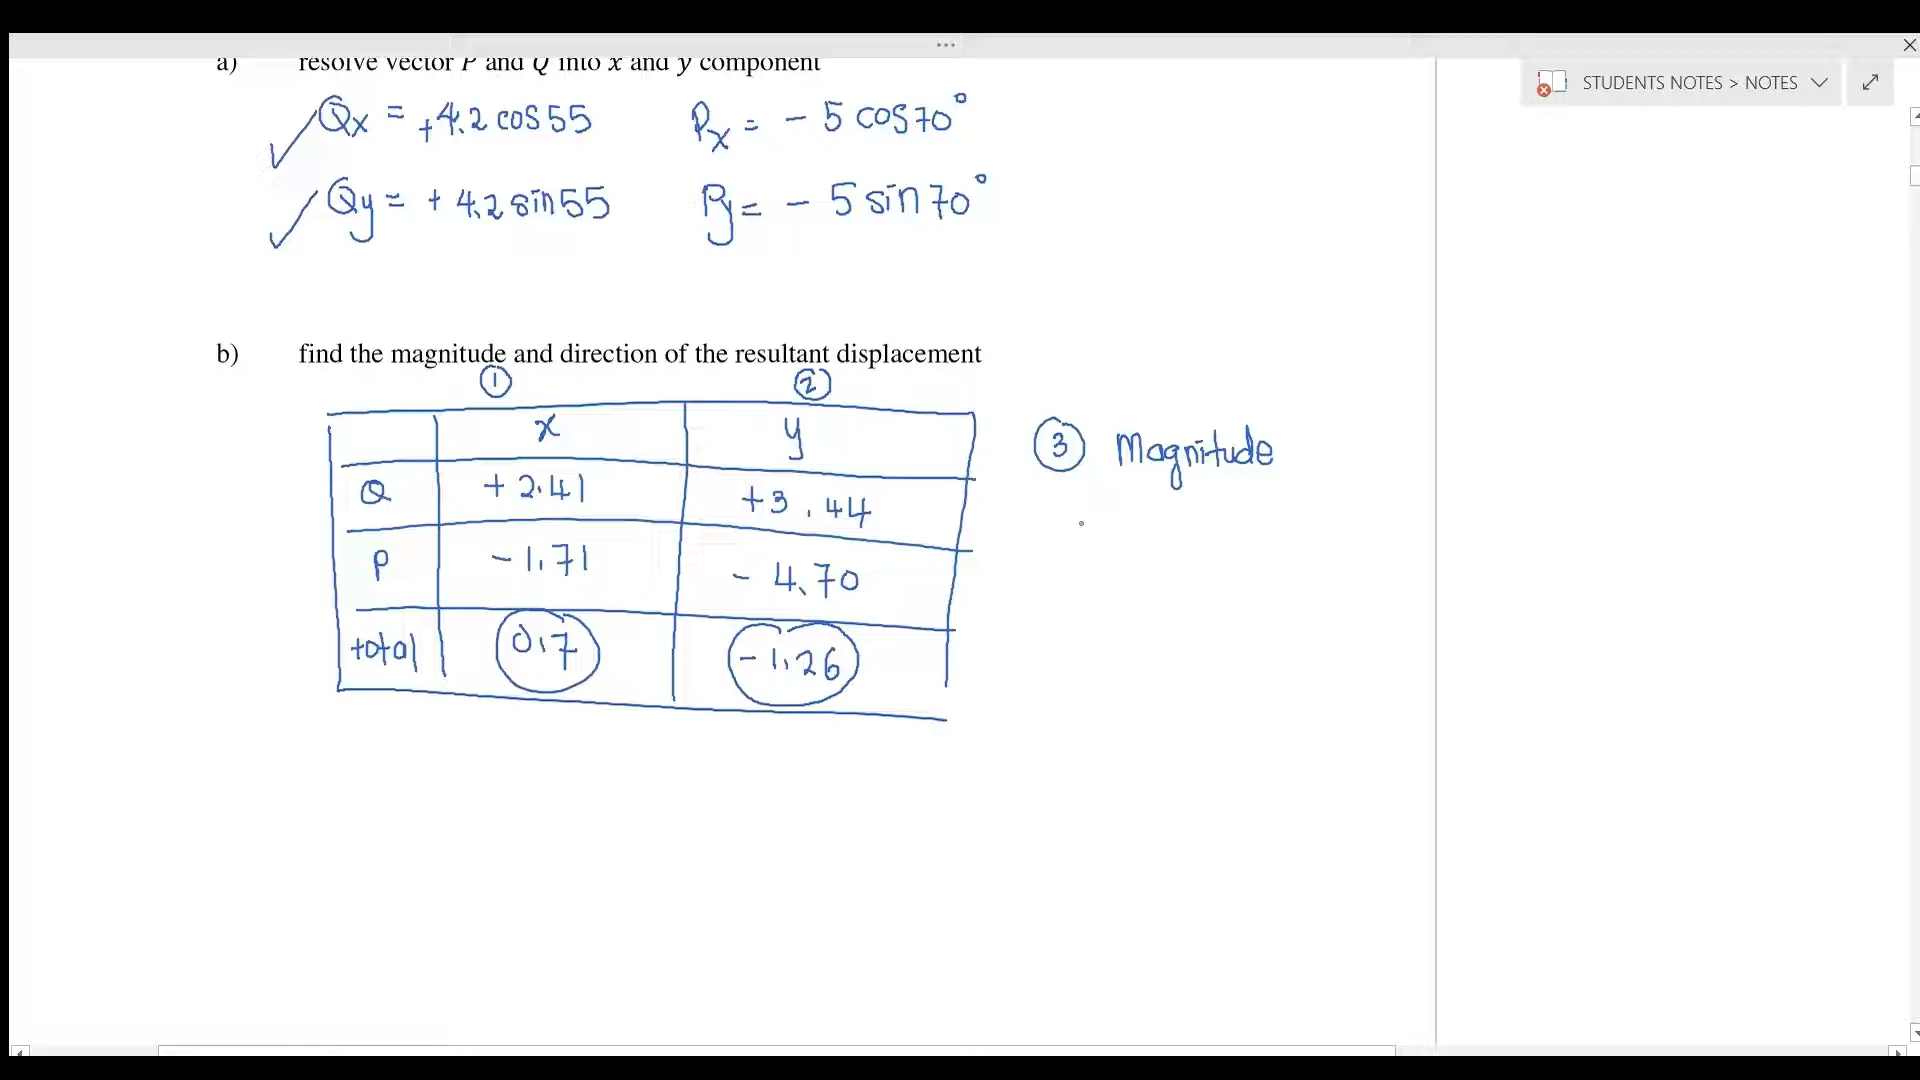 STUDENTS NOTES > NOTES
a) resolve vector P and Q into x and y component
Qx = +4.2 cos 55 Px = - 5 cos 70°
Qy = + 4.2 sin 55 Py = - 5 sin 70°
b) find the magnitude and direction of the resultant displacement
① ②
x y
Q + 2.41 +3.44
P - 1.71 - 4.70
total 0.7 - 1.26
③ Magnitude